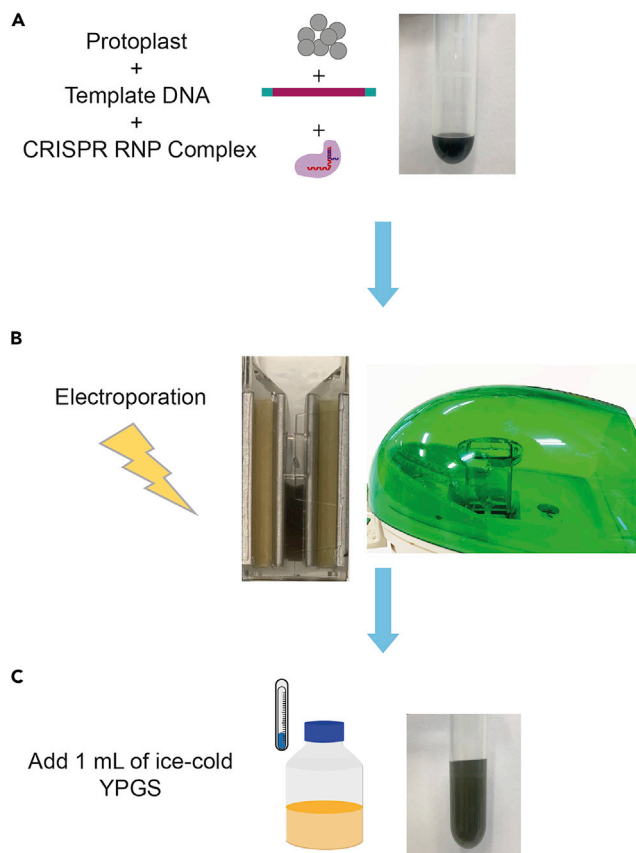 A
Protoplast
+
Template DNA
+
CRISPR RNP Complex
+
+
B
Electroporation
C
Add 1 mL of ice-cold
YPGS